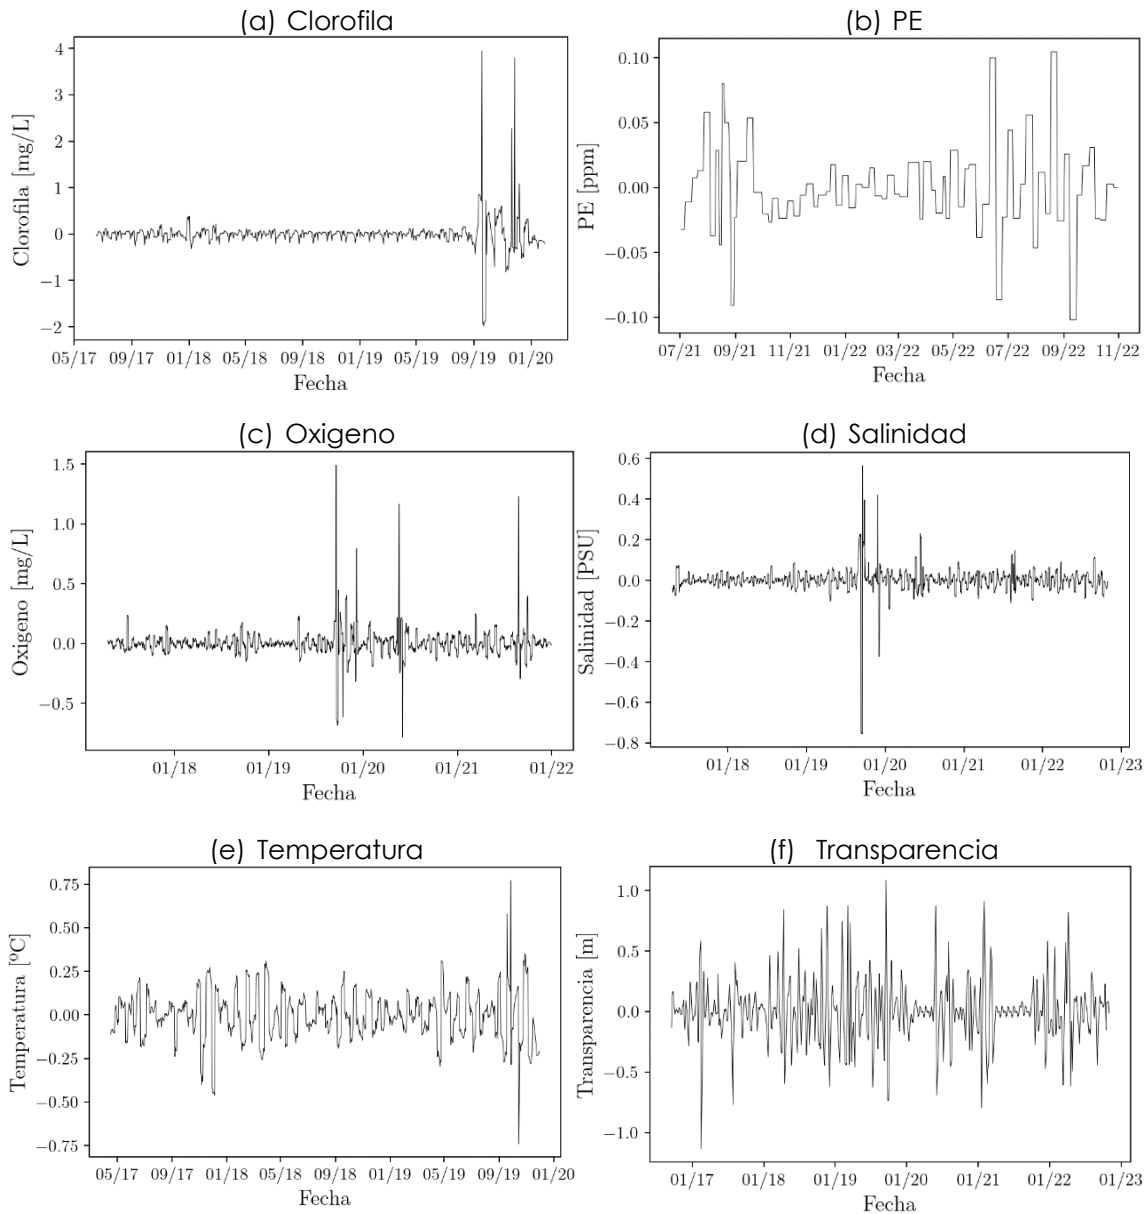 (a) Clorofila
4
3
2
1
0
−1
−2
Clorofila [mg/L]
05/17 09/17 01/18 05/18 09/18 01/19 05/19 09/19 01/20
Fecha
(b) PE
0.10
0.05
0.00
−0.05
−0.10
PE [ppm]
07/21 09/21 11/21 01/22 03/22 05/22 07/22 09/22 11/22
Fecha
(c) Oxigeno
1.5
1.0
0.5
0.0
−0.5
Oxigeno [mg/L]
01/18 01/19 01/20 01/21 01/22
Fecha
(d) Salinidad
0.6
0.4
0.2
0.0
−0.2
−0.4
−0.6
−0.8
Salinidad [PSU]
01/18 01/19 01/20 01/21 01/22 01/23
Fecha
(e) Temperatura
0.75
0.50
0.25
0.00
−0.25
−0.50
−0.75
Temperatura [ºC]
05/17 09/17 01/18 05/18 09/18 01/19 05/19 09/19 01/20
Fecha
(f) Transparencia
1.0
0.5
0.0
−0.5
−1.0
Transparencia [m]
01/17 01/18 01/19 01/20 01/21 01/22 01/23
Fecha